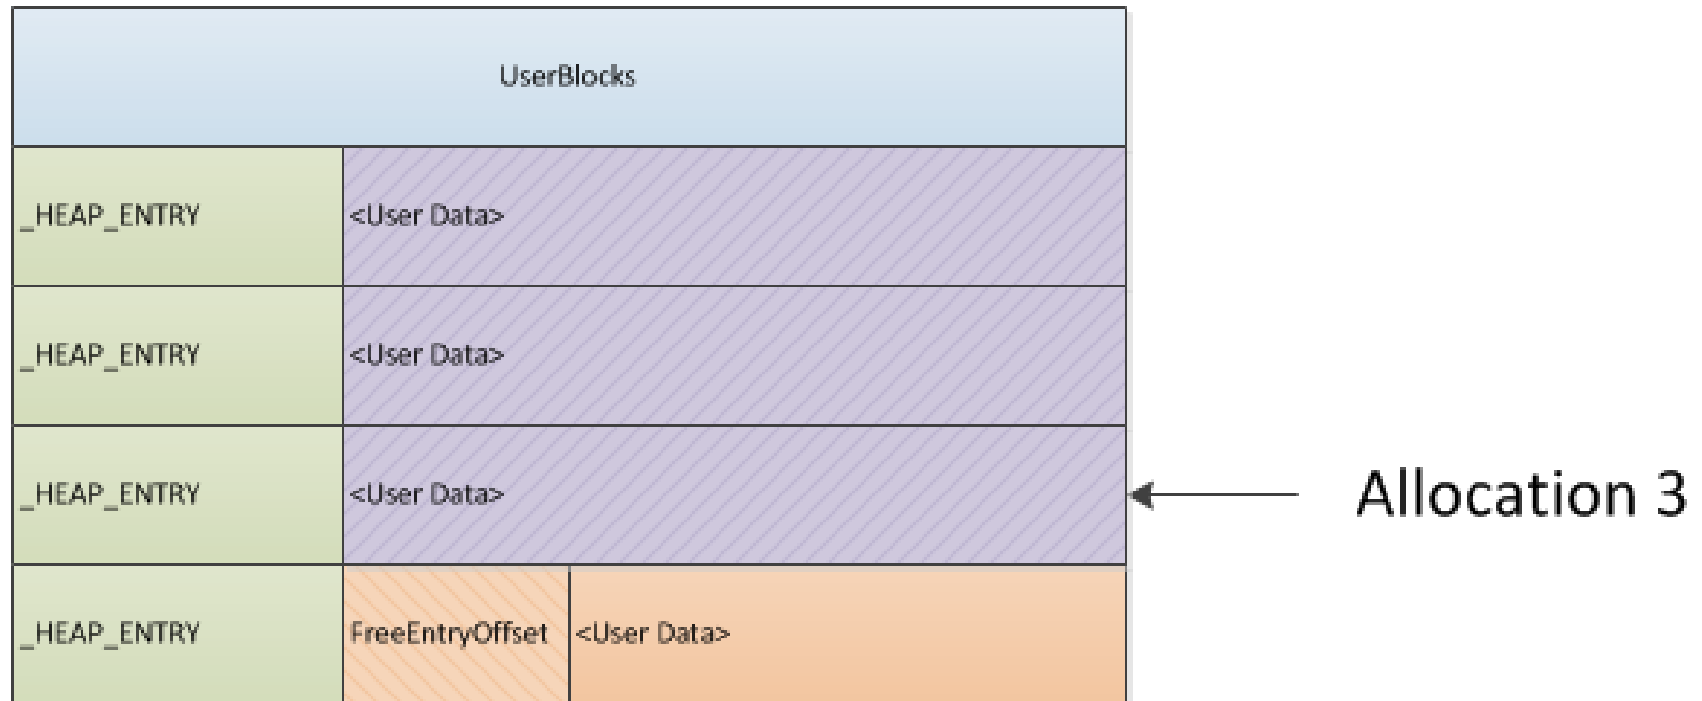 UserBlocks
_HEAP_ENTRY <User Data>
_HEAP_ENTRY <User Data>
_HEAP_ENTRY <User Data> Allocation 3
_HEAP_ENTRY FreeEntryOffset <User Data>